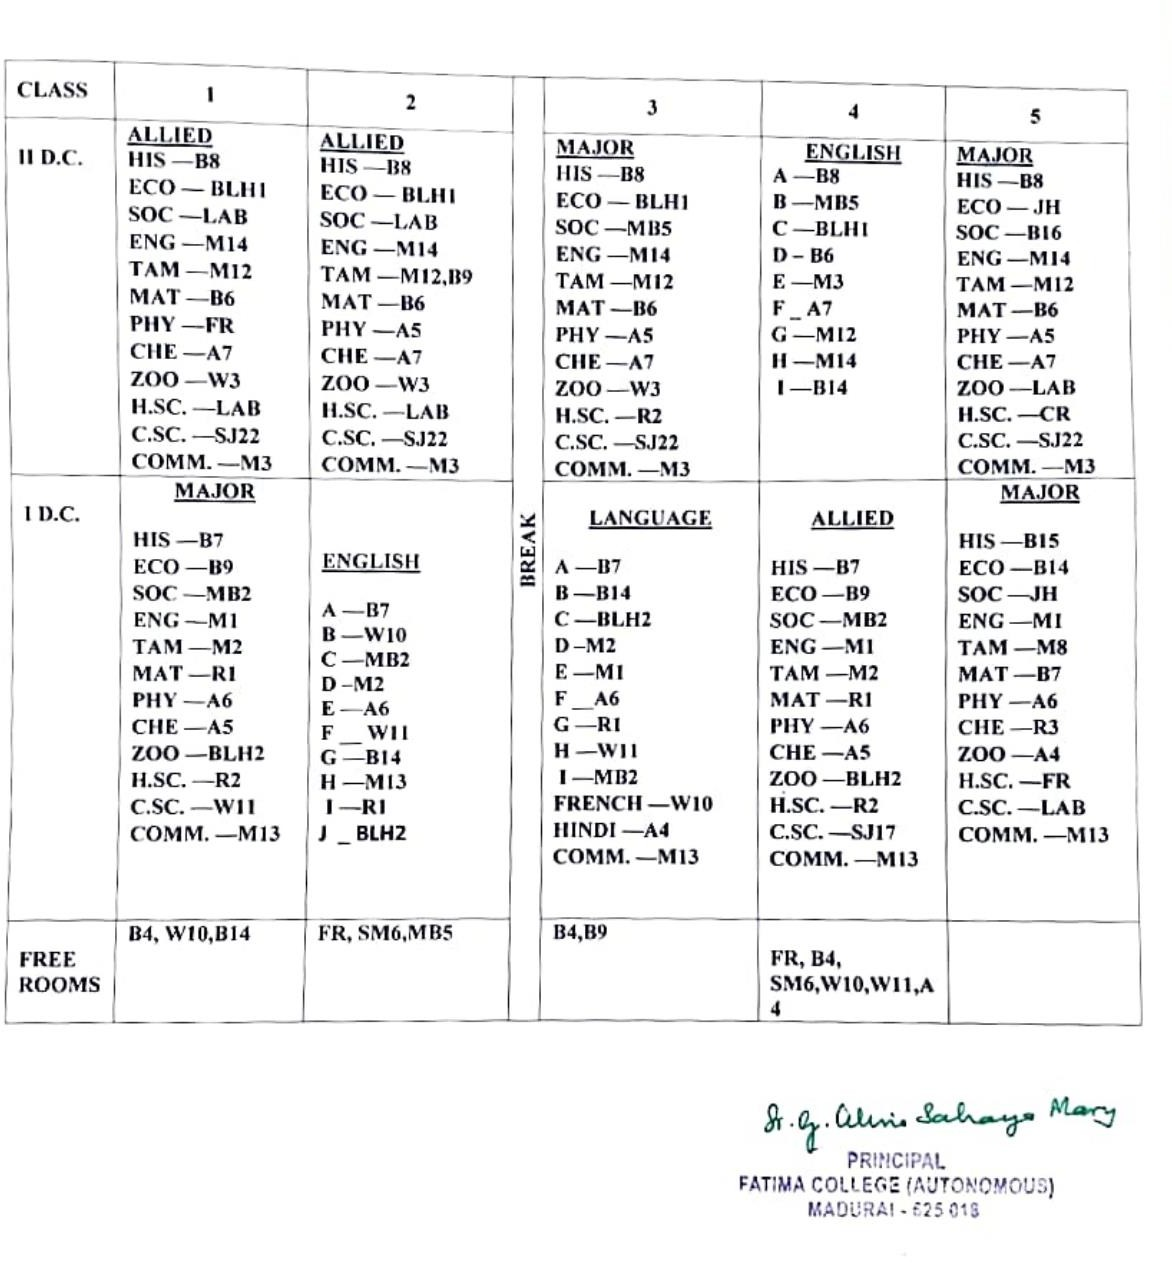 CLASS
1
2
3
4
5
II D.C.
ALLIED
HIS —B8
ECO — BLH1
SOC —LAB
ENG —M14
TAM —M12
MAT —B6
PHY —FR
CHE —A7
ZOO —W3
H.SC. —LAB
C.SC. —SJ22
COMM. —M3
ALLIED
HIS —B8
ECO — BLH1
SOC —LAB
ENG —M14
TAM —M12,B9
MAT —B6
PHY —A5
CHE —A7
ZOO —W3
H.SC. —LAB
C.SC. —SJ22
COMM. —M3
MAJOR
HIS —B8
ECO — BLH1
SOC —MB5
ENG —M14
TAM —M12
MAT —B6
PHY —A5
CHE —A7
ZOO —W3
H.SC. —R2
C.SC. —SJ22
COMM. —M3
ENGLISH
A —B8
B —MB5
C —BLH1
D – B6
E —M3
F _ A7
G —M12
H —M14
I —B14
MAJOR
HIS —B8
ECO — JH
SOC —B16
ENG —M14
TAM —M12
MAT —B6
PHY —A5
CHE —A7
ZOO —LAB
H.SC. —CR
C.SC. —SJ22
COMM. —M3
I D.C.
MAJOR
HIS —B7
ECO —B9
SOC —MB2
ENG —M1
TAM —M2
MAT —R1
PHY —A6
CHE —A5
ZOO —BLH2
H.SC. —R2
C.SC. —W11
COMM. —M13
ENGLISH
A —B7
B —W10
C —MB2
D –M2
E —A6
F __ W11
G —B14
H —M13
I —R1
J _ BLH2
BREAK
LANGUAGE
A —B7
B —B14
C —BLH2
D –M2
E —M1
F __A6
G —R1
H —W11
I —MB2
FRENCH —W10
HINDI —A4
COMM. —M13
ALLIED
HIS —B7
ECO —B9
SOC —MB2
ENG —M1
TAM —M2
MAT —R1
PHY —A6
CHE —A5
ZOO —BLH2
H.SC. —R2
C.SC. —SJ17
COMM. —M13
MAJOR
HIS —B15
ECO —B14
SOC —JH
ENG —M1
TAM —M8
MAT —B7
PHY —A6
CHE —R3
ZOO —A4
H.SC. —FR
C.SC. —LAB
COMM. —M13
FREE
ROOMS
B4, W10,B14
FR, SM6,MB5
B4,B9
FR, B4,
SM6,W10,W11,A
4
Sr. G. Celine Sahaya Mary
PRINCIPAL
FATIMA COLLEGE (AUTONOMOUS)
MADURAI - 625 018